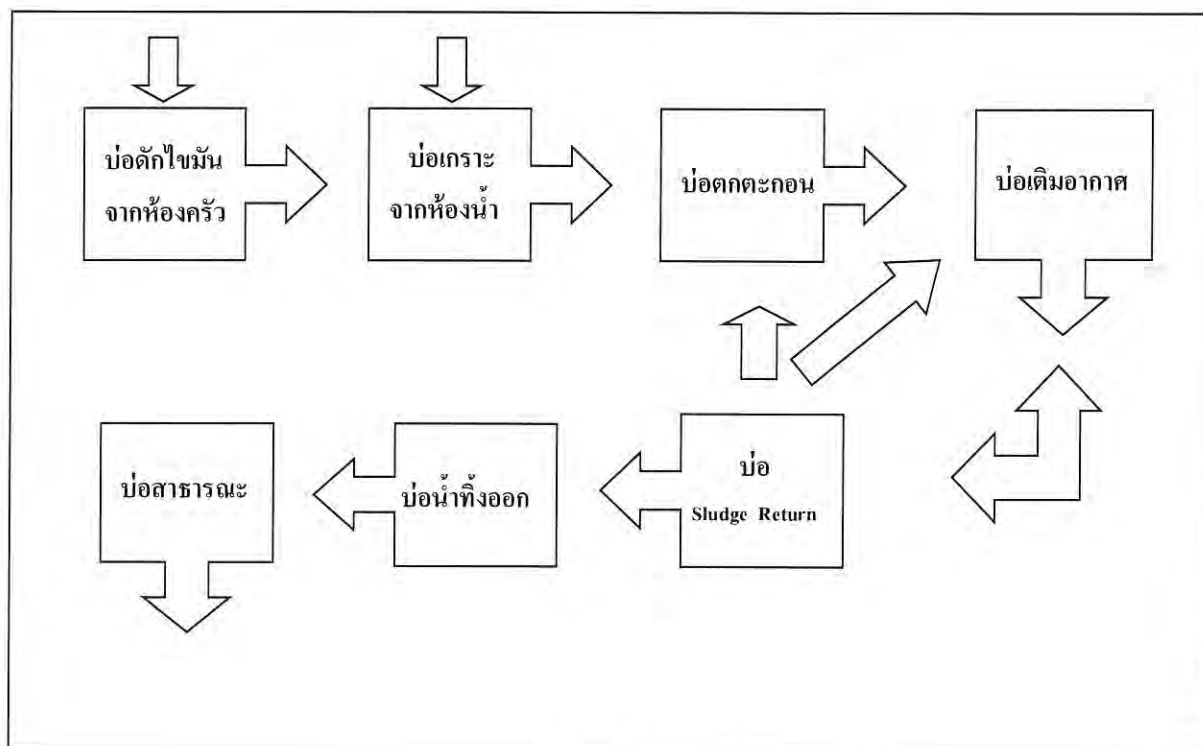 บ่อดักไขมัน
จากห้องครัว
บ่อเกราะ
จากห้องน้ำ
บ่อตกตะกอน
บ่อเติมอากาศ
บ่อสาธารณะ
บ่อน้ำทิ้งออก
บ่อ
Sludge Return